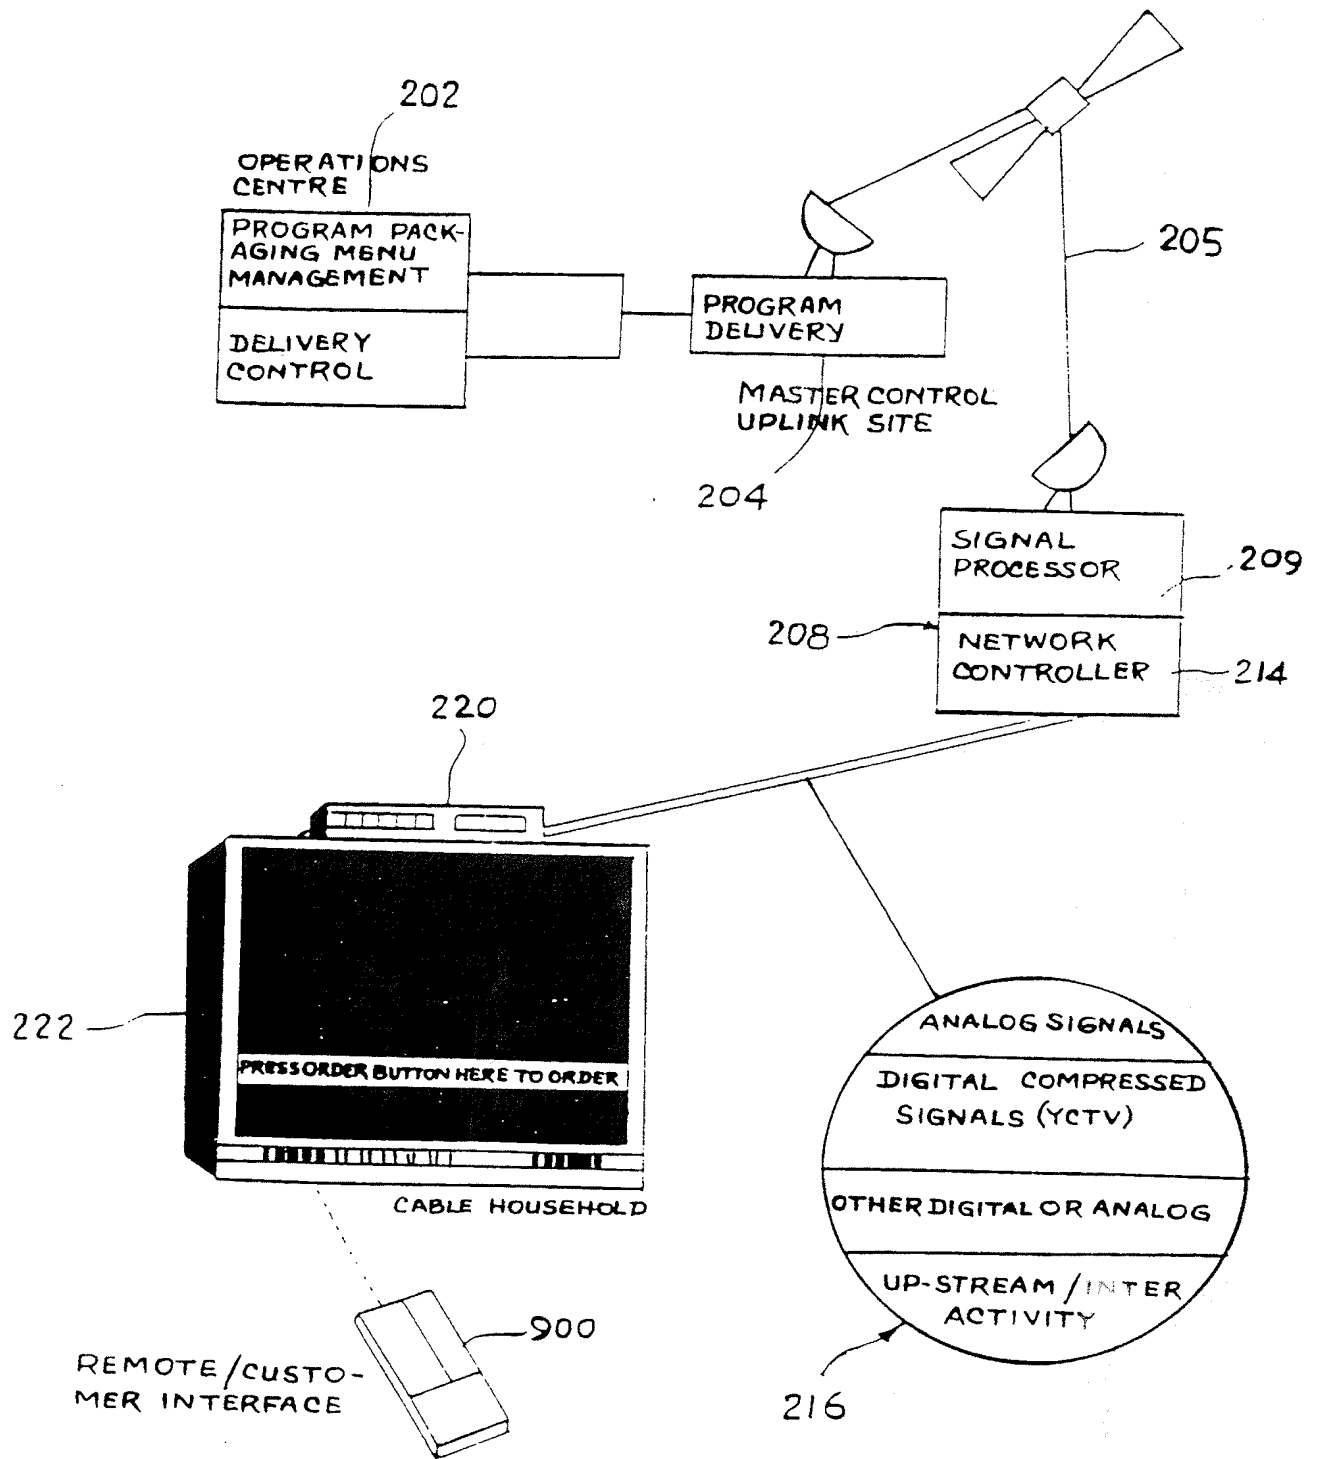 202
OPERATIONS
CENTRE
PROGRAM PACK-
AGING MENU
MANAGEMENT
DELIVERY
CONTROL
PROGRAM
DELIVERY
MASTER CONTROL
UPLINK SITE
204
205
SIGNAL
PROCESSOR
209
208
NETWORK
CONTROLLER
214
220
222
PRESS ORDER BUTTON HERE TO ORDER
CABLE HOUSEHOLD
ANALOG SIGNALS
DIGITAL COMPRESSED
SIGNALS (YCTV)
OTHER DIGITAL OR ANALOG
UP-STREAM/INTER
ACTIVITY
216
900
REMOTE/CUSTO-
MER INTERFACE